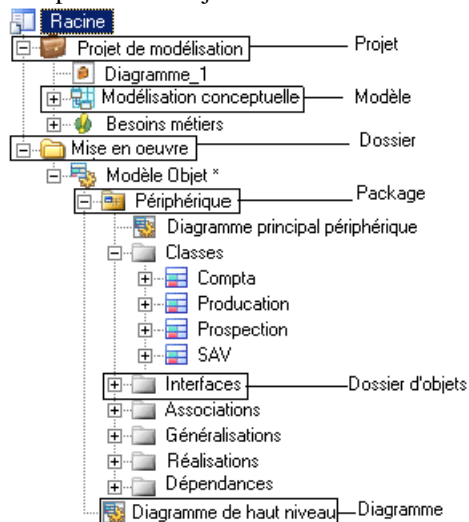 Racine
Projet de modélisation Projet
Diagramme_1
Modélisation conceptuelle Modèle
Besoins métiers
Mise en oeuvre Dossier
Modèle Objet *
Périphérique Package
Diagramme principal périphérique
Classes
Compta
Producation
Prospection
SAV
Interfaces Dossier d'objets
Associations
Généralisations
Réalisations
Dépendances
Diagramme de haut niveau Diagramme